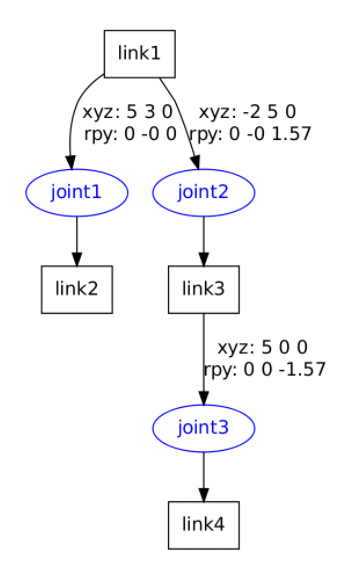 link1
xyz: 5 3 0
rpy: 0 -0 0
xyz: -2 5 0
rpy: 0 -0 1.57
joint1
joint2
link2
link3
xyz: 5 0 0
rpy: 0 0 -1.57
joint3
link4